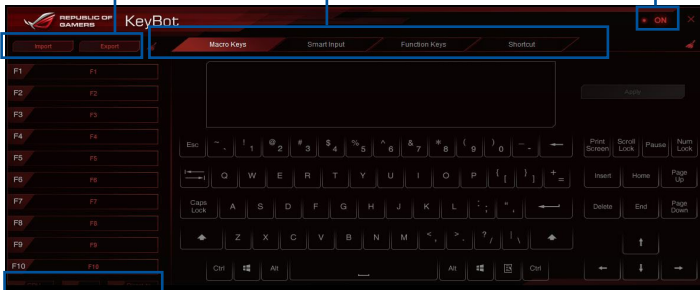 REPUBLIC OF
GAMERS
KeyBot
ON
Import Export
Macro Keys Smart Input Function Keys Shortcut
F1 F1
F2 F2
F3 F3
F4 F4
F5 F5
F6 F6
F7 F7
F8 F8
F9 F9
F10 F10
Apply
Esc ~ - ! 1 @ 2 # 3 $ 4 % 5 ^ 6 & 7 * 8 ( 9 ) 0 _ -
Print Screen Scroll Lock Pause Num Lock
Q W E R T Y U I O P { [ } ] + =
Insert Home Page Up
Caps Lock A S D F G H J K L : ; " ,
Delete End Page Down
Z X C V B N M < , > . ? / | \
Ctrl Alt Alt Ctrl